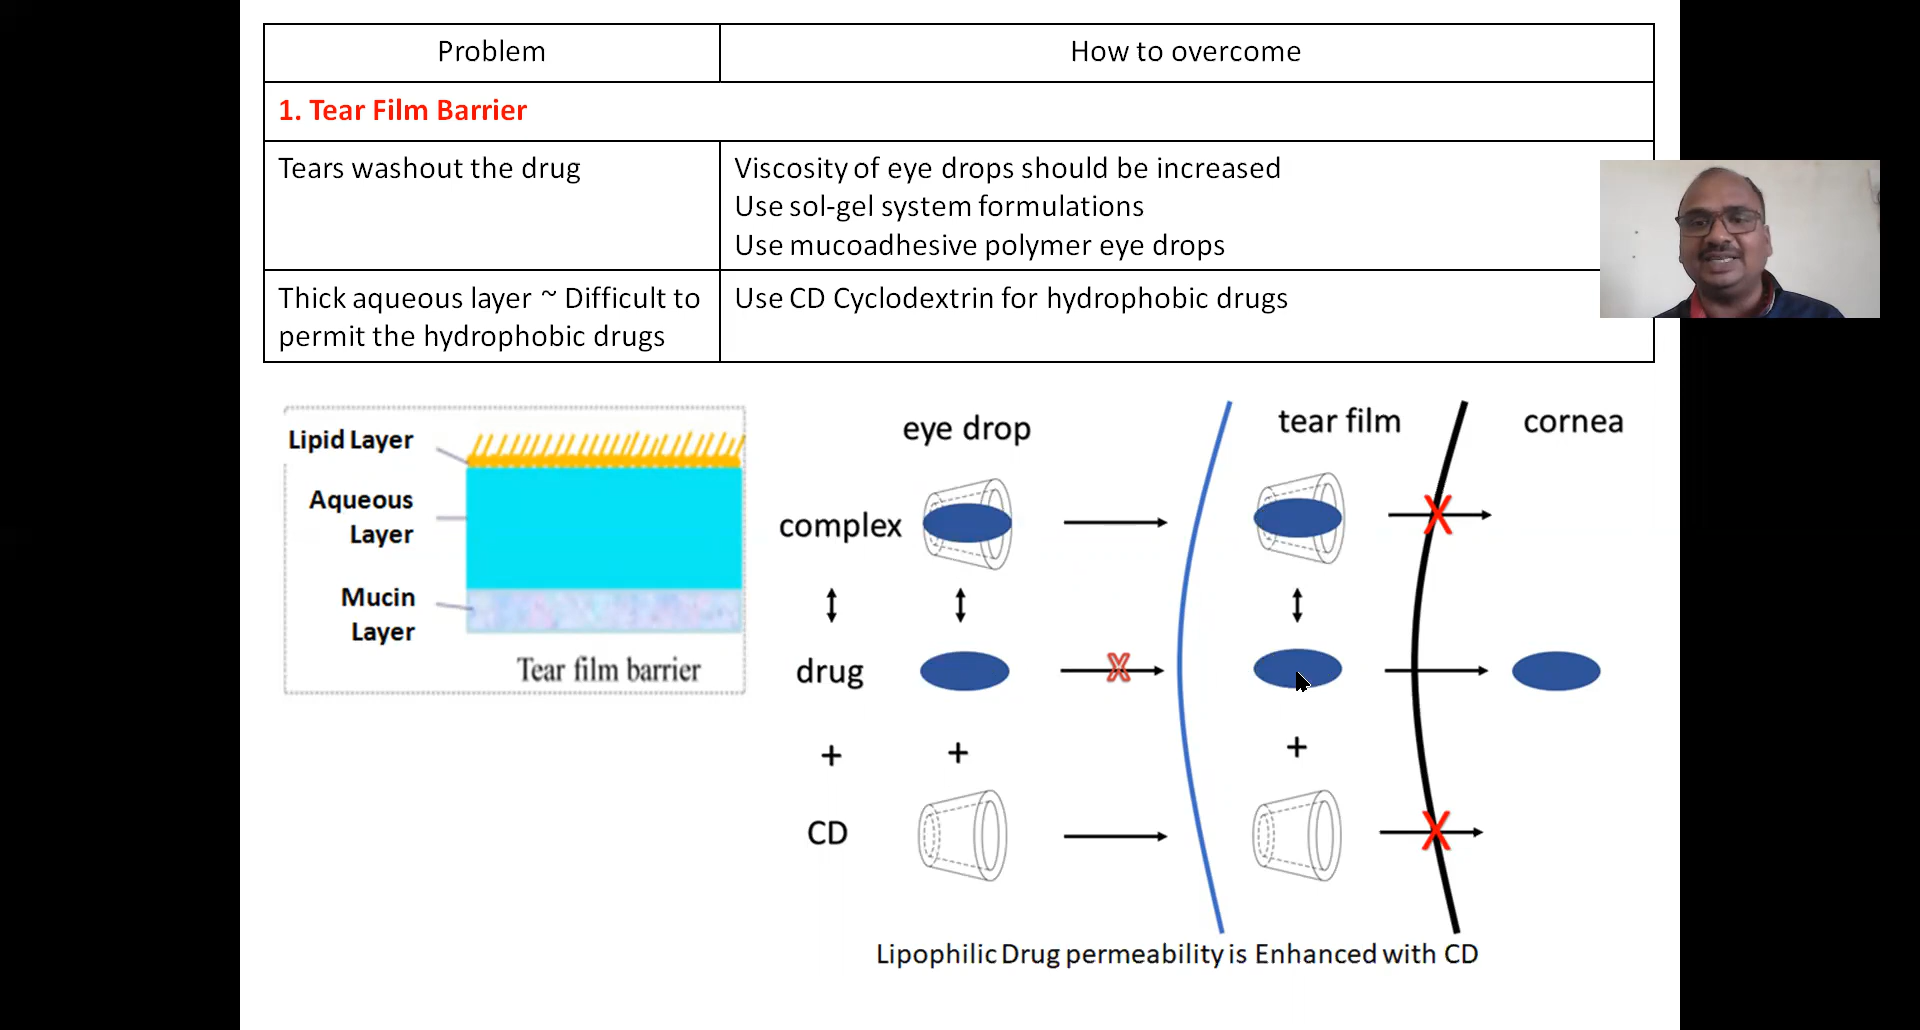 Problem
How to overcome
1. Tear Film Barrier
Tears washout the drug
Viscosity of eye drops should be increased
Use sol-gel system formulations
Use mucoadhesive polymer eye drops
Thick aqueous layer ~ Difficult to
permit the hydrophobic drugs
Use CD Cyclodextrin for hydrophobic drugs
Lipid Layer
Aqueous
Layer
Mucin
Layer
Tear film barrier
eye drop
tear film
cornea
complex
X
drug
X
+
+
+
CD
X
Lipophilic Drug permeability is Enhanced with CD